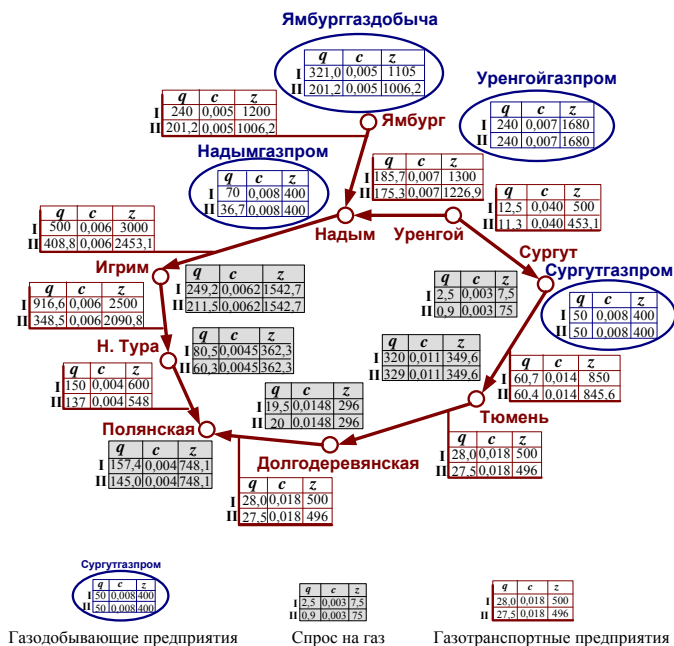 Ямбурггаздобыча
q c z
I 321,0 0,005 1105
II 201,2 0,005 1006,2
Уренгойгазпром
q c z
I 240 0,007 1680
II 240 0,007 1680
q c z
I 240 0,005 1200
II 201,2 0,005 1006,2
Ямбург
Надымгазпром
q c z
I 70 0,008 400
II 36,7 0,008 400
q c z
I 185,7 0,007 1300
II 175,3 0,007 1226,9
q c z
I 12,5 0,040 500
II 11,3 0,040 453,1
Надым
Уренгой
q c z
I 500 0,006 3000
II 408,8 0,006 2453,1
Сургут
Сургутгазпром
q c z
I 50 0,008 400
II 50 0,008 400
Игрим
q c z
I 249,2 0,0062 1542,7
II 211,5 0,0062 1542,7
q c z
I 2,5 0,003 7,5
II 0,9 0,003 75
q c z
I 916,6 0,006 2500
II 348,5 0,006 2090,8
Н. Тура
q c z
I 80,5 0,0045 362,3
II 60,3 0,0045 362,3
q c z
I 320 0,011 349,6
II 329 0,011 349,6
q c z
I 60,7 0,014 850
II 60,4 0,014 845,6
q c z
I 150 0,004 600
II 137 0,004 548
q c z
I 19,5 0,0148 296
II 20 0,0148 296
Тюмень
Полянская
q c z
I 157,4 0,004 748,1
II 145,0 0,004 748,1
Долгодеревянская
q c z
I 28,0 0,018 500
II 27,5 0,018 496
q c z
I 28,0 0,018 500
II 27,5 0,018 496
Сургутгазпром
q c z
I 50 0,008 400
II 50 0,008 400
q c z
I 2,5 0,003 7,5
II 0,9 0,003 75
q c z
I 28,0 0,018 500
II 27,5 0,018 496
Газодобывающие предприятия
Спрос на газ
Газотранспортные предприятия